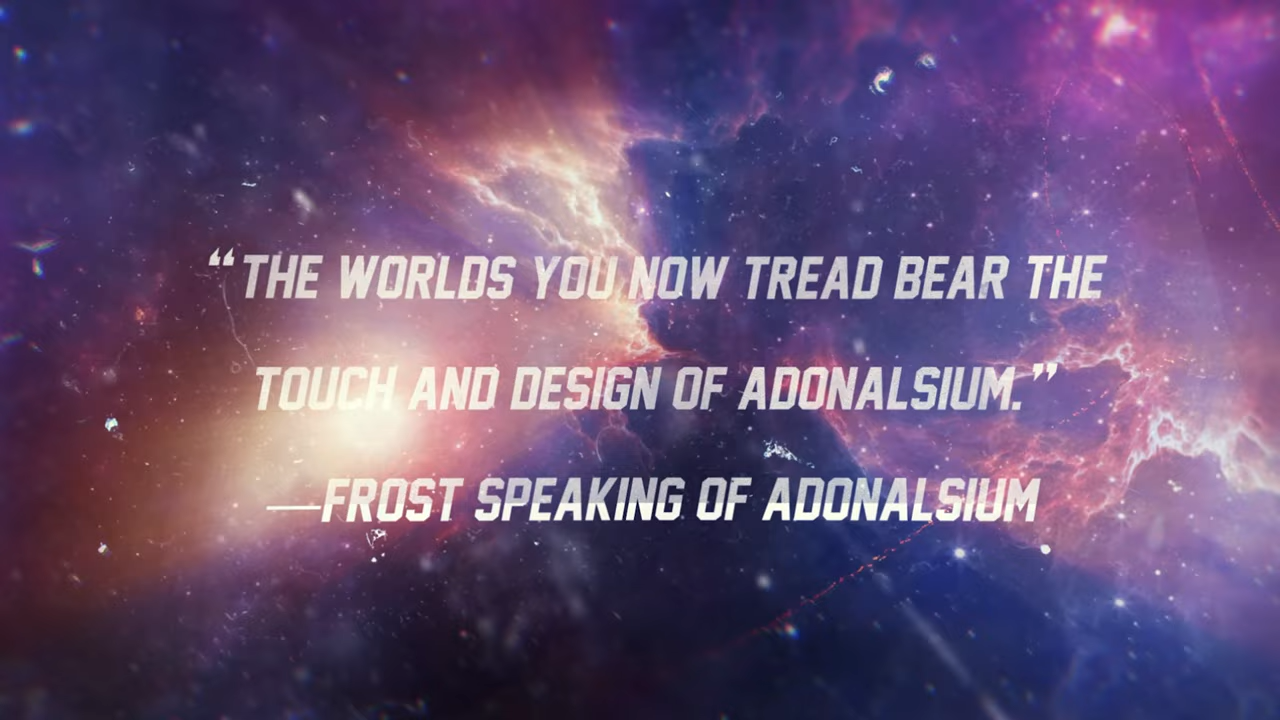 “THE WORLDS YOU NOW TREAD BEAR THE
TOUCH AND DESIGN OF ADONALSIUM.”
—FROST SPEAKING OF ADONALSIUM